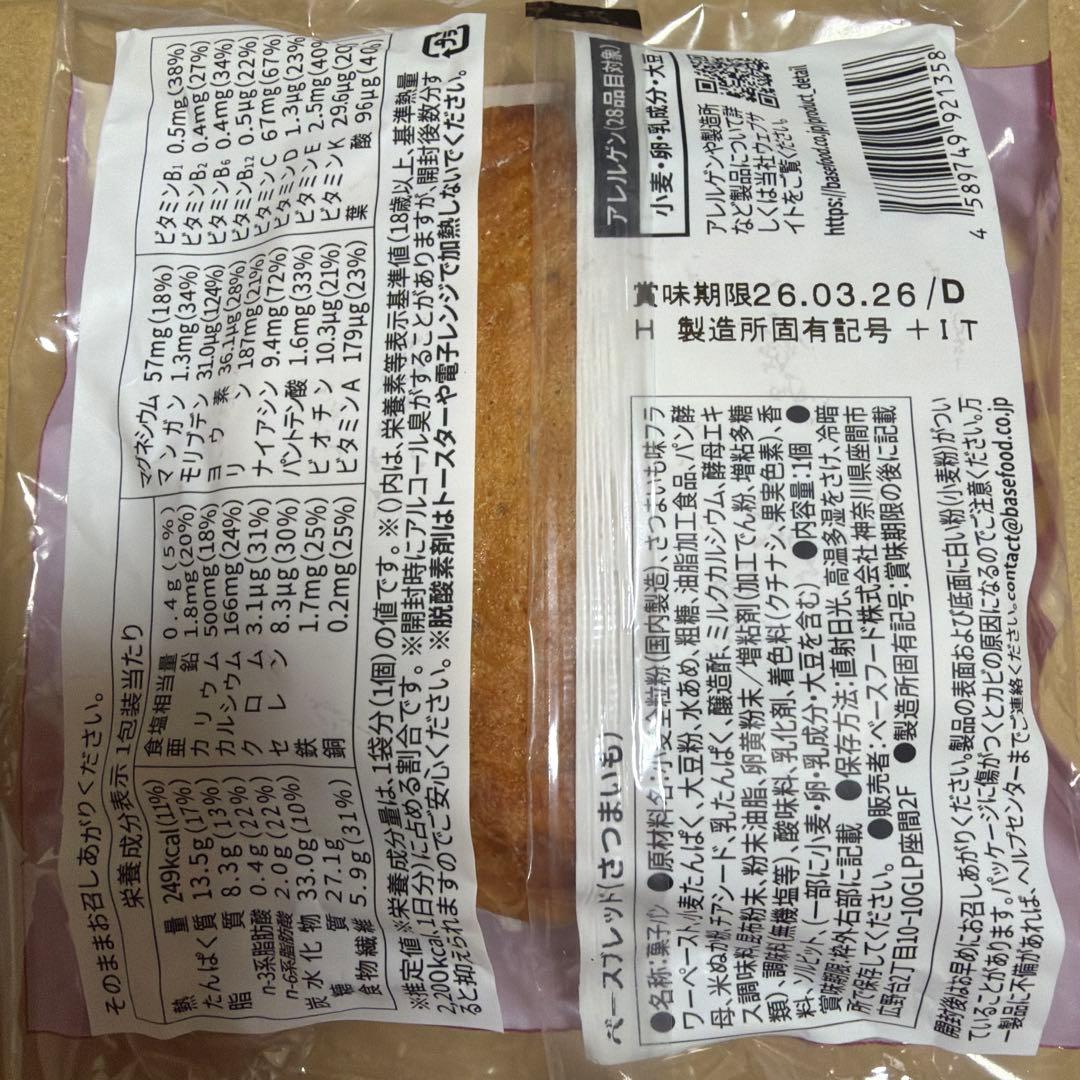 そのままお召しあがりください。
栄養成分表示 1包装当たり
熱量 249kcal(11%)
たんぱく質 13.5g(17%)
脂質 8.3g(13%)
n-3系脂肪酸 0.4g(22%)
n-6系脂肪酸 2.0g(22%)
炭水化物 33.0g(10%)
糖質 27.1g
食物繊維 5.9g(31%)
食塩相当量 0.4g(5%)
亜鉛 1.8mg(20%)
カリウム 500mg(18%)
カルシウム 166mg(24%)
クロム 3.1μg(31%)
セレン 8.3μg(30%)
鉄 1.7mg(25%)
銅 0.2mg(25%)
マグネシウム 57mg(18%)
マンガン 1.3mg(34%)
モリブデン 31.0μg(124%)
ヨウ素 36.1μg(28%)
リン 187mg(21%)
ナイアシン 9.4mg(72%)
パントテン酸 1.6mg(33%)
ビオチン 10.3μg(21%)
ビタミンA 179μg(23%)
ビタミンB1 0.5mg(38%)
ビタミンB2 0.4mg(27%)
ビタミンB6 0.4mg(34%)
ビタミンB12 0.5μg(22%)
ビタミンC 67mg(67%)
ビタミンD 1.3μg(23%)
ビタミンE 2.5mg(40%
ビタミンK 29.6μg(20
葉酸 96μg(40
※推定値※栄養成分量は、1袋分(1個)の値です。※()内は、栄養素等表示基準値(18歳以上、基準熱量
2,200kcal、1日分)に占める割合です。※開封時にアルコール臭がすることがありますが、開封後数分す
ると抑えられますのでご安心ください。※脱酸素剤はトースターや電子レンジで加熱しないでください。
プラ
アレルゲン(28品目対象)
小麦・卵・乳成分・大豆
アレルゲンや製造所
など製品について詳
しくは当社ウェブサ
イトをご覧ください。
https://basefood.co.jp/product_detail
4 589749 921358
賞味期限26.03.26/D
I 製造所固有記号 +IT
ベースブレッド(さつまいも)
●名称:菓子パン ●原材料名:小麦全粒粉(国内製造)、さつまいも味フラ
ワーペースト、小麦たんぱく、大豆粉、水あめ、粗糖、油脂加工食品、パン酵
母、米ぬか粉、チアシード、乳たんぱく、醸造酢、ミルクカルシウム、酵母エキ
ス調味料、昆布粉末、粉末油脂、卵黄粉末/増粘剤(加工でん粉、増粘多糖
類)、調味料(無機塩等)、酸味料、乳化剤、着色料(クチナシ、果実色素)、香
料、ソルビット、(一部に小麦・卵・乳成分・大豆を含む) ●内容量:1個 ●
賞味期限:枠外右部に記載 ●保存方法:直射日光、高温多湿をさけ、冷暗
所で保存してください。 ●販売者:ベースフード株式会社 神奈川県座間市
広野台2丁目10-10GLP座間2F ●製造所固有記号:賞味期限の後に記載
開封後はお早めにお召しあがりください。製品の表面および底面に白い粉(小麦粉)がつい
ていることがあります。パッケージに傷がつくとカビの原因になるのでご注意ください。万
一製品に不備があれば、ヘルプセンターまでご連絡ください。contact@basefood.co.jp